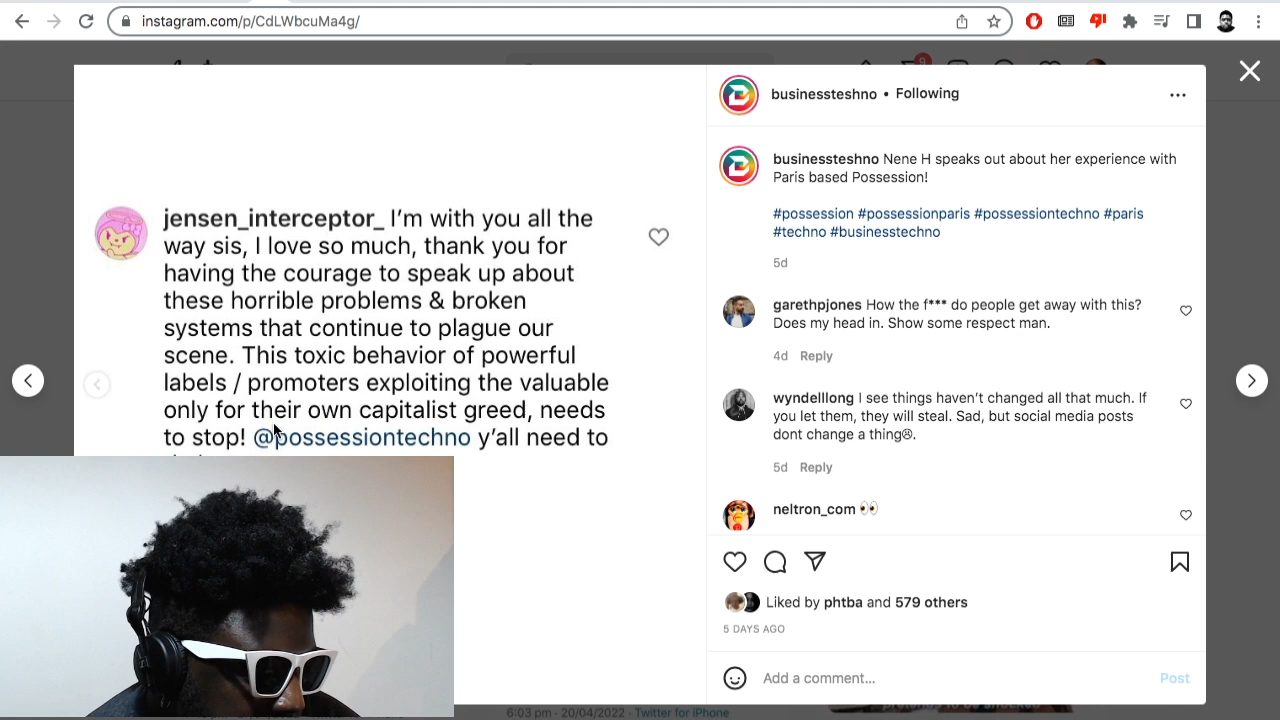 instagram.com/p/CdLWbcuMa4g/
9
jensen_interceptor_ I'm with you all the
way sis, I love so much, thank you for
having the courage to speak up about
these horrible problems & broken
systems that continue to plague our
scene. This toxic behavior of powerful
labels / promoters exploiting the valuable
only for their own capitalist greed, needs
to stop! @possessiontechno y'all need to
businessteshno • Following
businessteshno Nene H speaks out about her experience with
Paris based Possession!
#possession #possessionparis #possessiontechno #paris
#techno #businesstechno
5d
garethpjones How the f*** do people get away with this?
Does my head in. Show some respect man.
4d Reply
wyndelllong I see things haven't changed all that much. If
you let them, they will steal. Sad, but social media posts
dont change a thing😢.
5d Reply
neltron_com 👀
Liked by phtba and 579 others
5 DAYS AGO
Add a comment...
Post
6:03 pm · 20/04/2022 · Twitter for iPhone